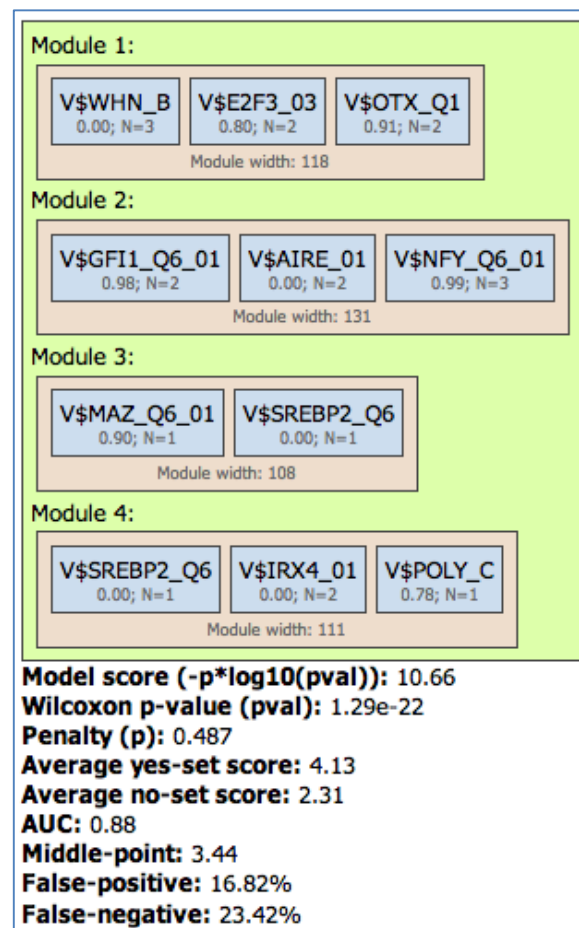 Module 1:
V$WHN_B V$E2F3_03 V$OTX_Q1
0.00; N=3 0.80; N=2 0.91; N=2
Module width: 118
Module 2:
V$GFI1_Q6_01 V$AIRE_01 V$NFY_Q6_01
0.98; N=2 0.00; N=2 0.99; N=3
Module width: 131
Module 3:
V$MAZ_Q6_01 V$SREBP2_Q6
0.90; N=1 0.00; N=1
Module width: 108
Module 4:
V$SREBP2_Q6 V$IRX4_01 V$POLY_C
0.00; N=1 0.00; N=2 0.78; N=1
Module width: 111
Model score (-p*log10(pval)): 10.66
Wilcoxon p-value (pval): 1.29e-22
Penalty (p): 0.487
Average yes-set score: 4.13
Average no-set score: 2.31
AUC: 0.88
Middle-point: 3.44
False-positive: 16.82%
False-negative: 23.42%